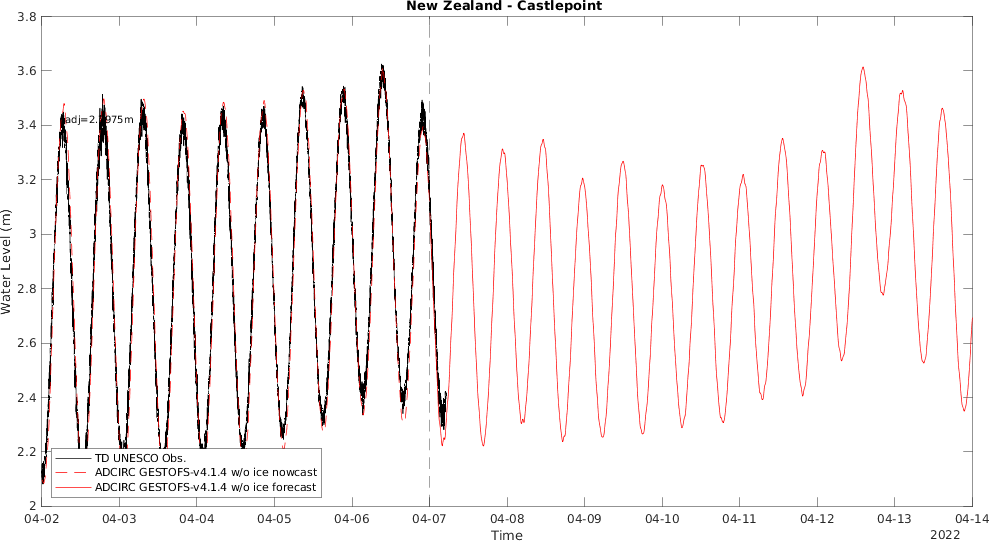 New Zealand - Castlepoint
3.8
3.6
3.4
3.2
3
2.8
2.6
2.4
2.2
2
Water Level (m)
TD UNESCO Obs.
ADCIRC GESTOFS-v4.1.4 w/o ice nowcast
ADCIRC GESTOFS-v4.1.4 w/o ice forecast
04-02 04-03 04-04 04-05 04-06 04-07 04-08 04-09 04-10 04-11 04-12 04-13 04-14
Time
2022